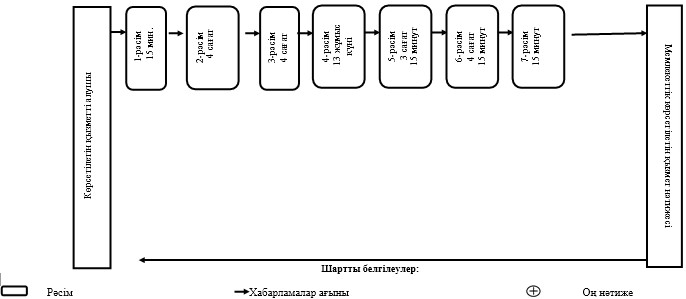 Көрсетілетін қызметті алушы
1-рәсім
15 мин.
2-рәсім
4 сағат
3-рәсім
4 сағат
4-рәсім
13 жұмыс
күні
5-рәсім
3 сағат
15 минут
6-рәсім
4 сағат
15 минут
7-рәсім
15 минут
Мемлекеттік көрсетілетін қызмет нәтижесі
Шартты белгілеулер:
Рәсім
Хабарламалар ағыны
Оң нәтиже